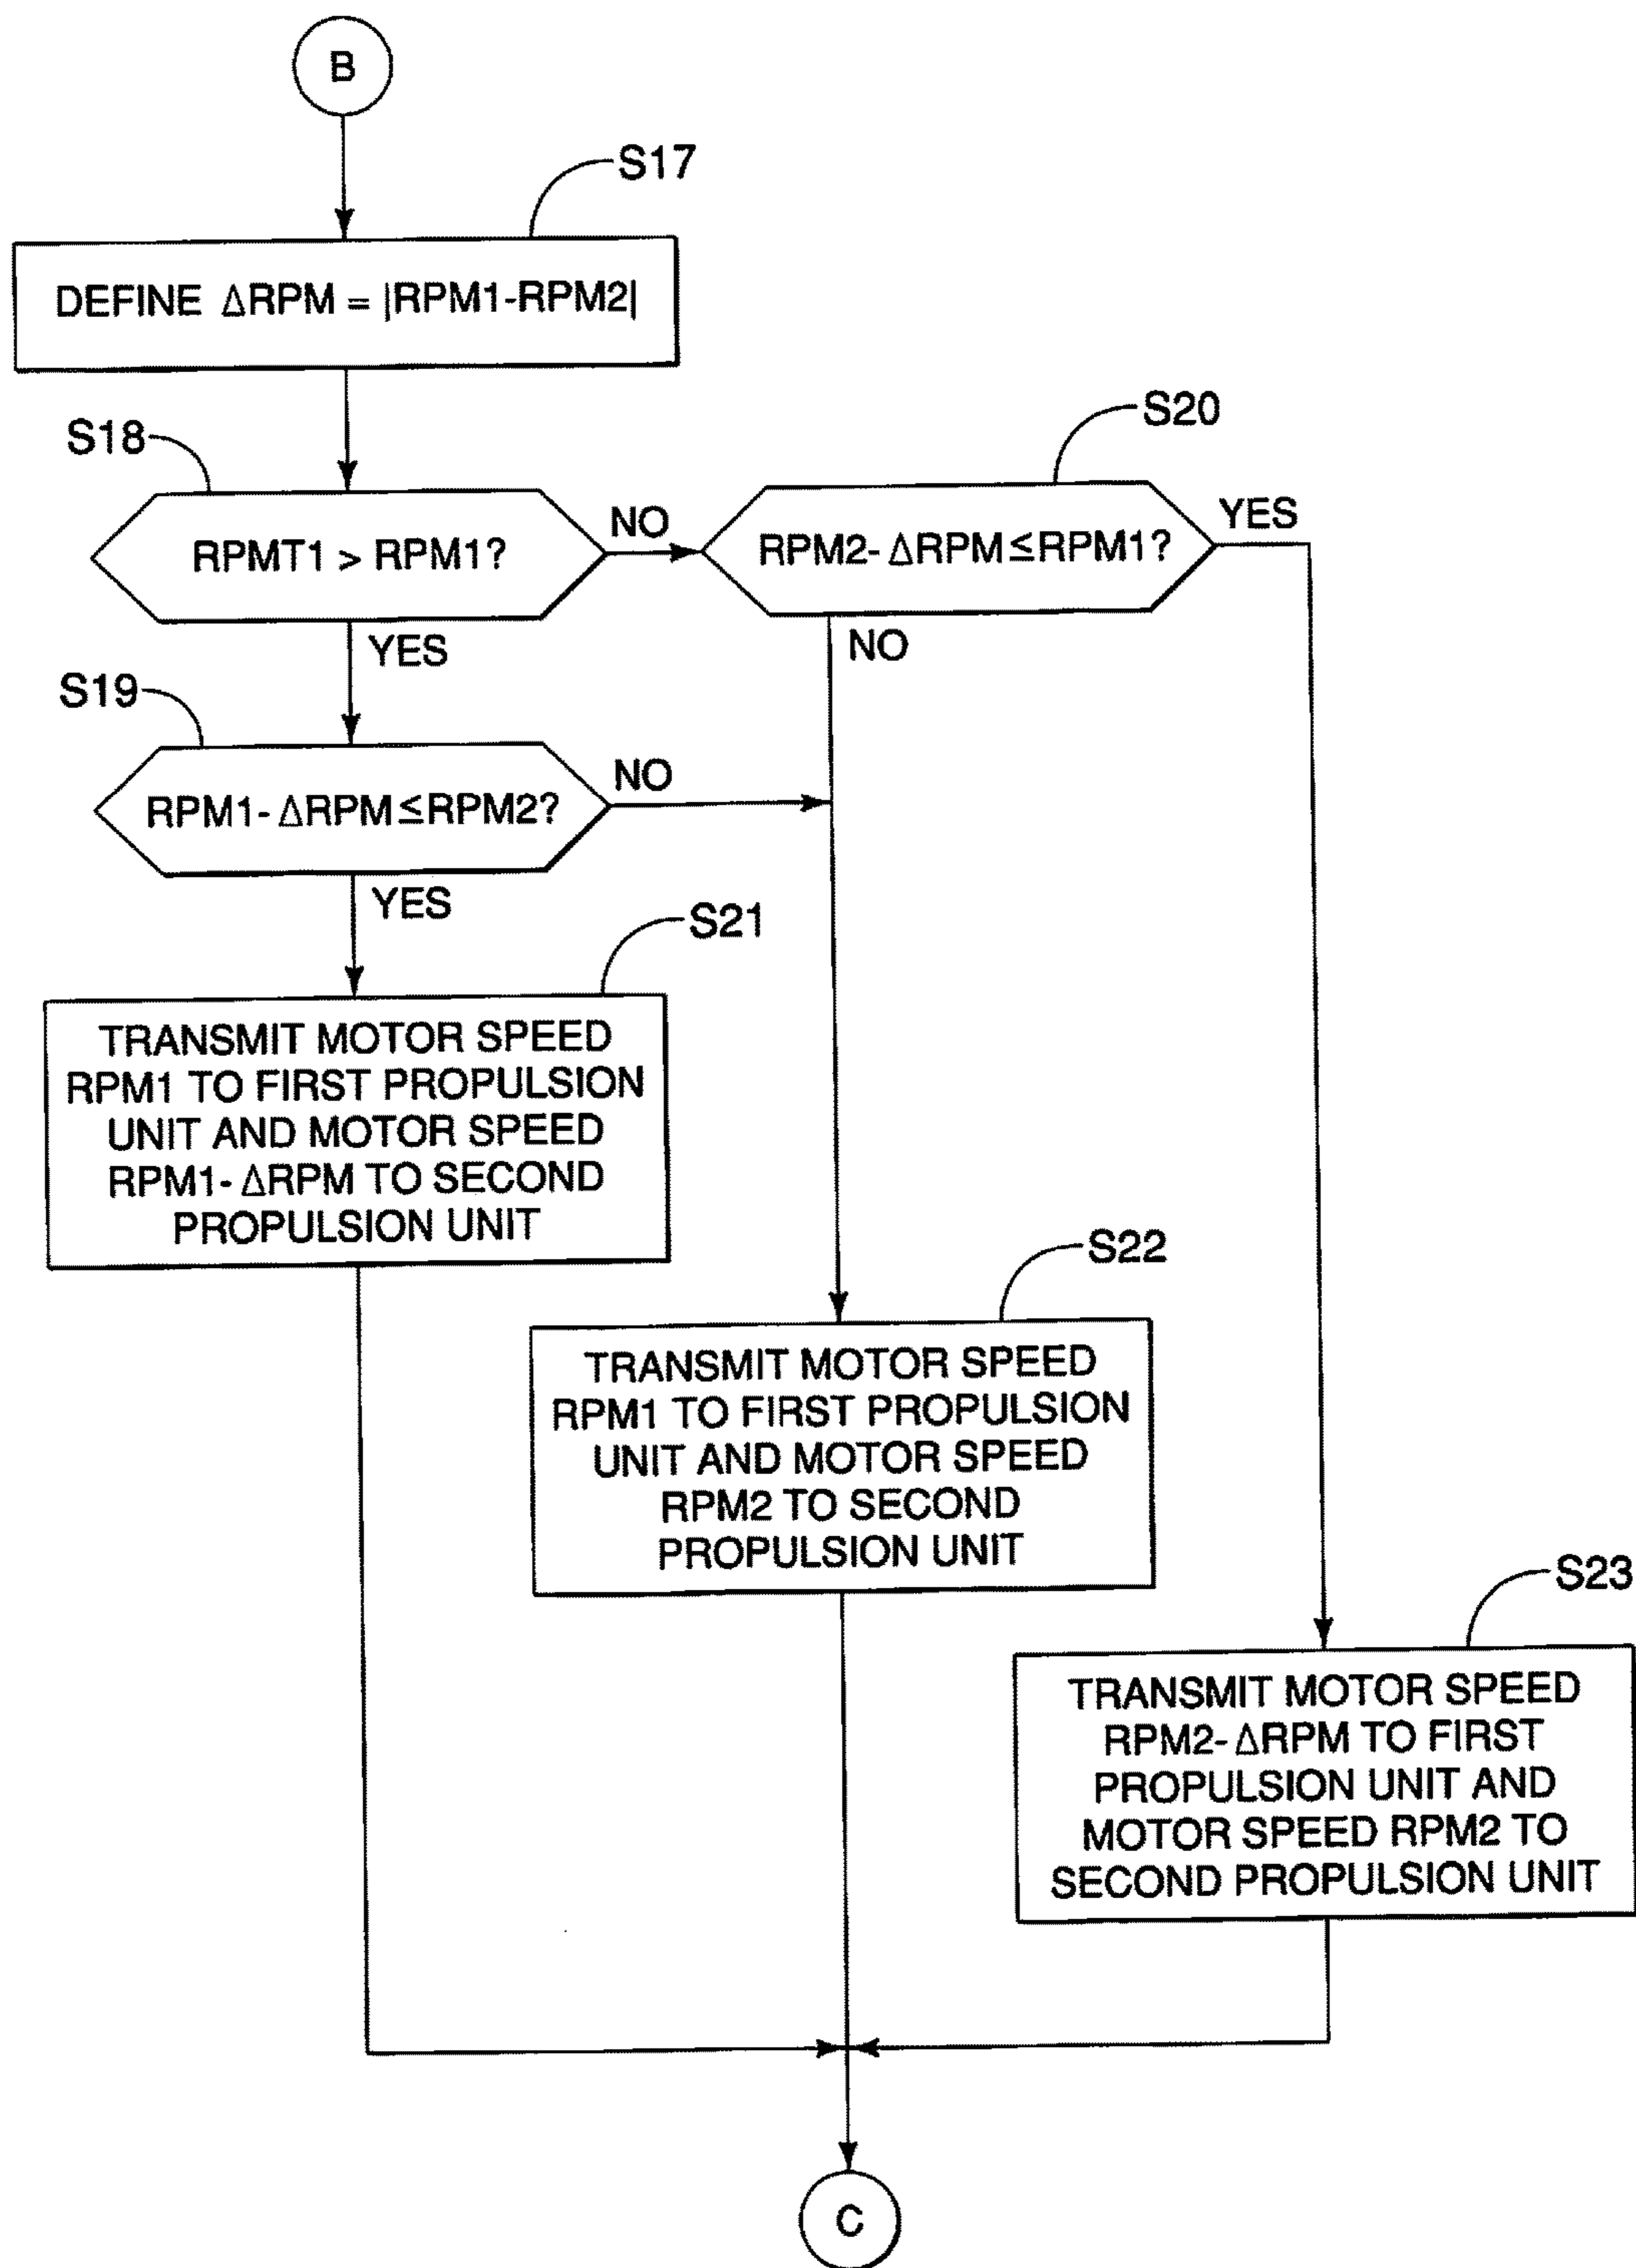 B
S17
DEFINE ΔRPM = |RPM1-RPM2|
S18
RPMT1 > RPM1?
NO
YES
S20
RPM2-ΔRPM≤RPM1?
YES
NO
S19
RPM1-ΔRPM≤RPM2?
NO
YES
S21
TRANSMIT MOTOR SPEED
RPM1 TO FIRST PROPULSION
UNIT AND MOTOR SPEED
RPM1-ΔRPM TO SECOND
PROPULSION UNIT
S22
TRANSMIT MOTOR SPEED
RPM1 TO FIRST PROPULSION
UNIT AND MOTOR SPEED
RPM2 TO SECOND
PROPULSION UNIT
S23
TRANSMIT MOTOR SPEED
RPM2-ΔRPM TO FIRST
PROPULSION UNIT AND
MOTOR SPEED RPM2 TO
SECOND PROPULSION UNIT
C